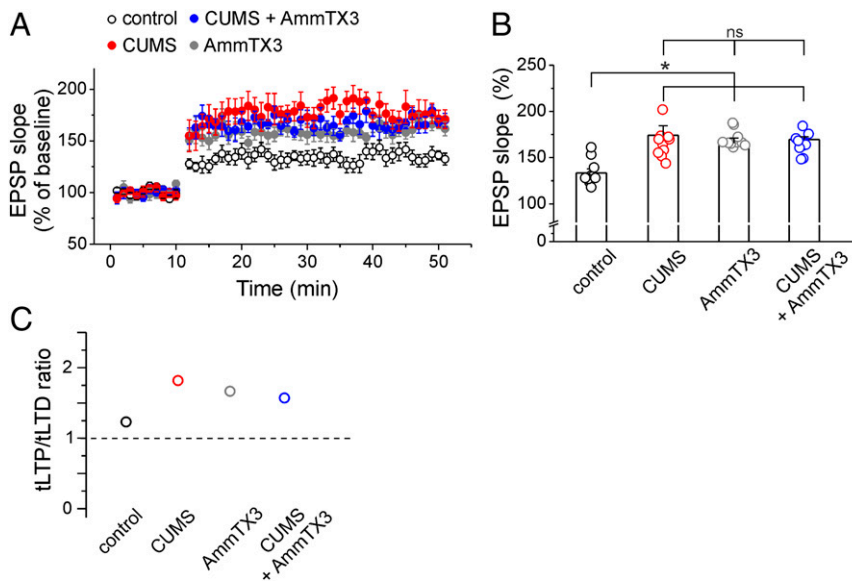 A
control
CUMS + AmmTX3
CUMS
AmmTX3
EPSP slope
(% of baseline)
200
150
100
50
0
10
20
30
40
50
Time (min)
B
ns
*
EPSP slope (%)
250
200
150
100
0
control
CUMS
AmmTX3
CUMS
+ AmmTX3
C
tLTP/tLTD ratio
2
1
0
control
CUMS
AmmTX3
CUMS
+ AmmTX3